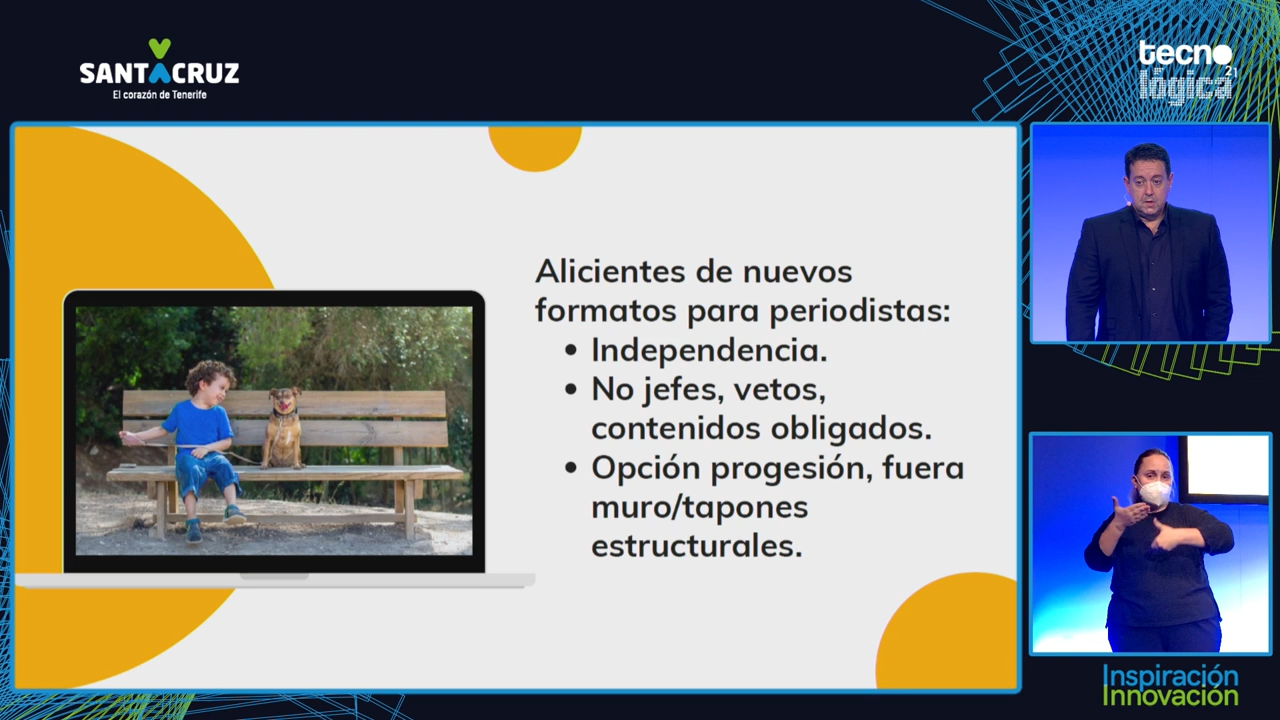 SANTACRUZ
El corazón de Tenerife
tecno
lógica
21
Alicientes de nuevos
formatos para periodistas:
• Independencia.
• No jefes, vetos,
contenidos obligados.
• Opción progesión, fuera
muro/tapones
estructurales.
Inspiración
Innovación